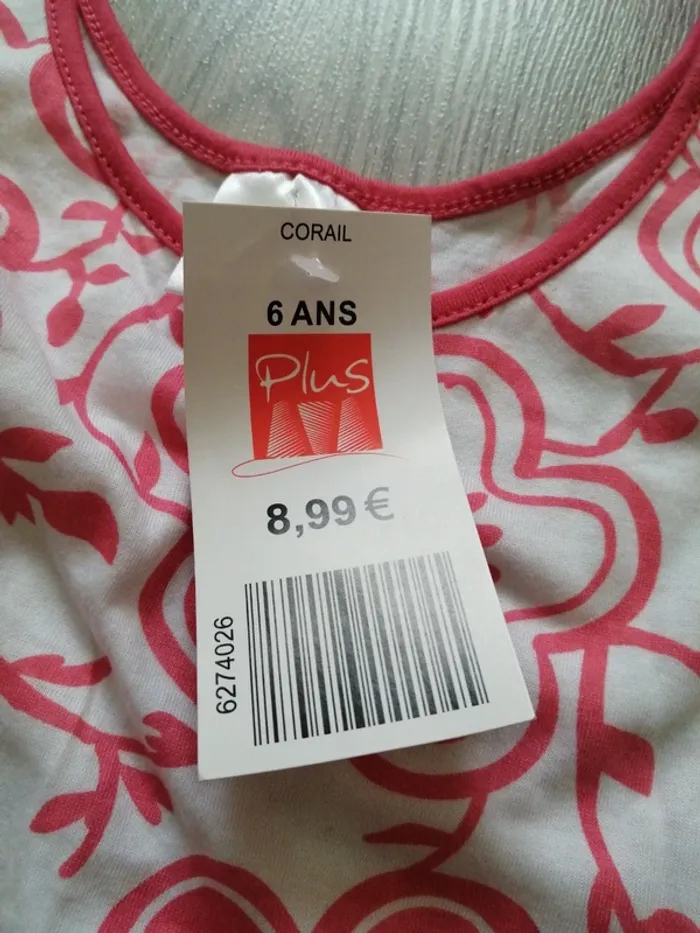 CORAIL
6 ANS
Plus
8,99 €
6274026